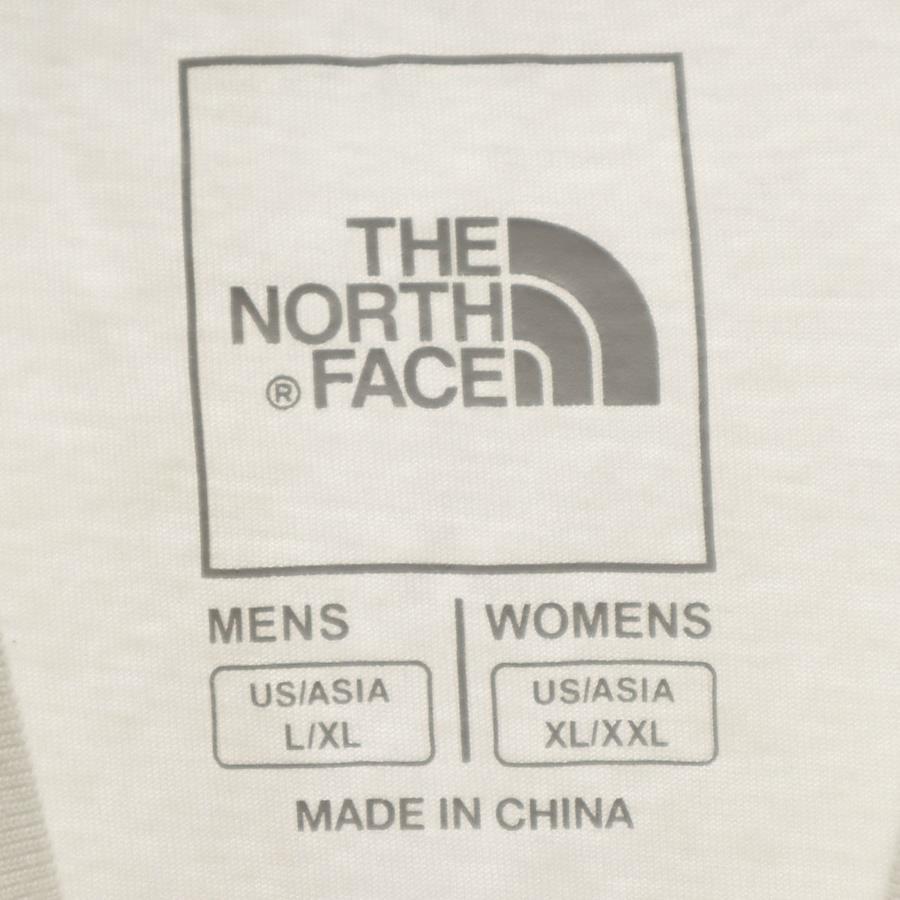 THE
NORTH
® FACE
MENS
US/ASIA
L/XL
WOMENS
US/ASIA
XL/XXL
MADE IN CHINA